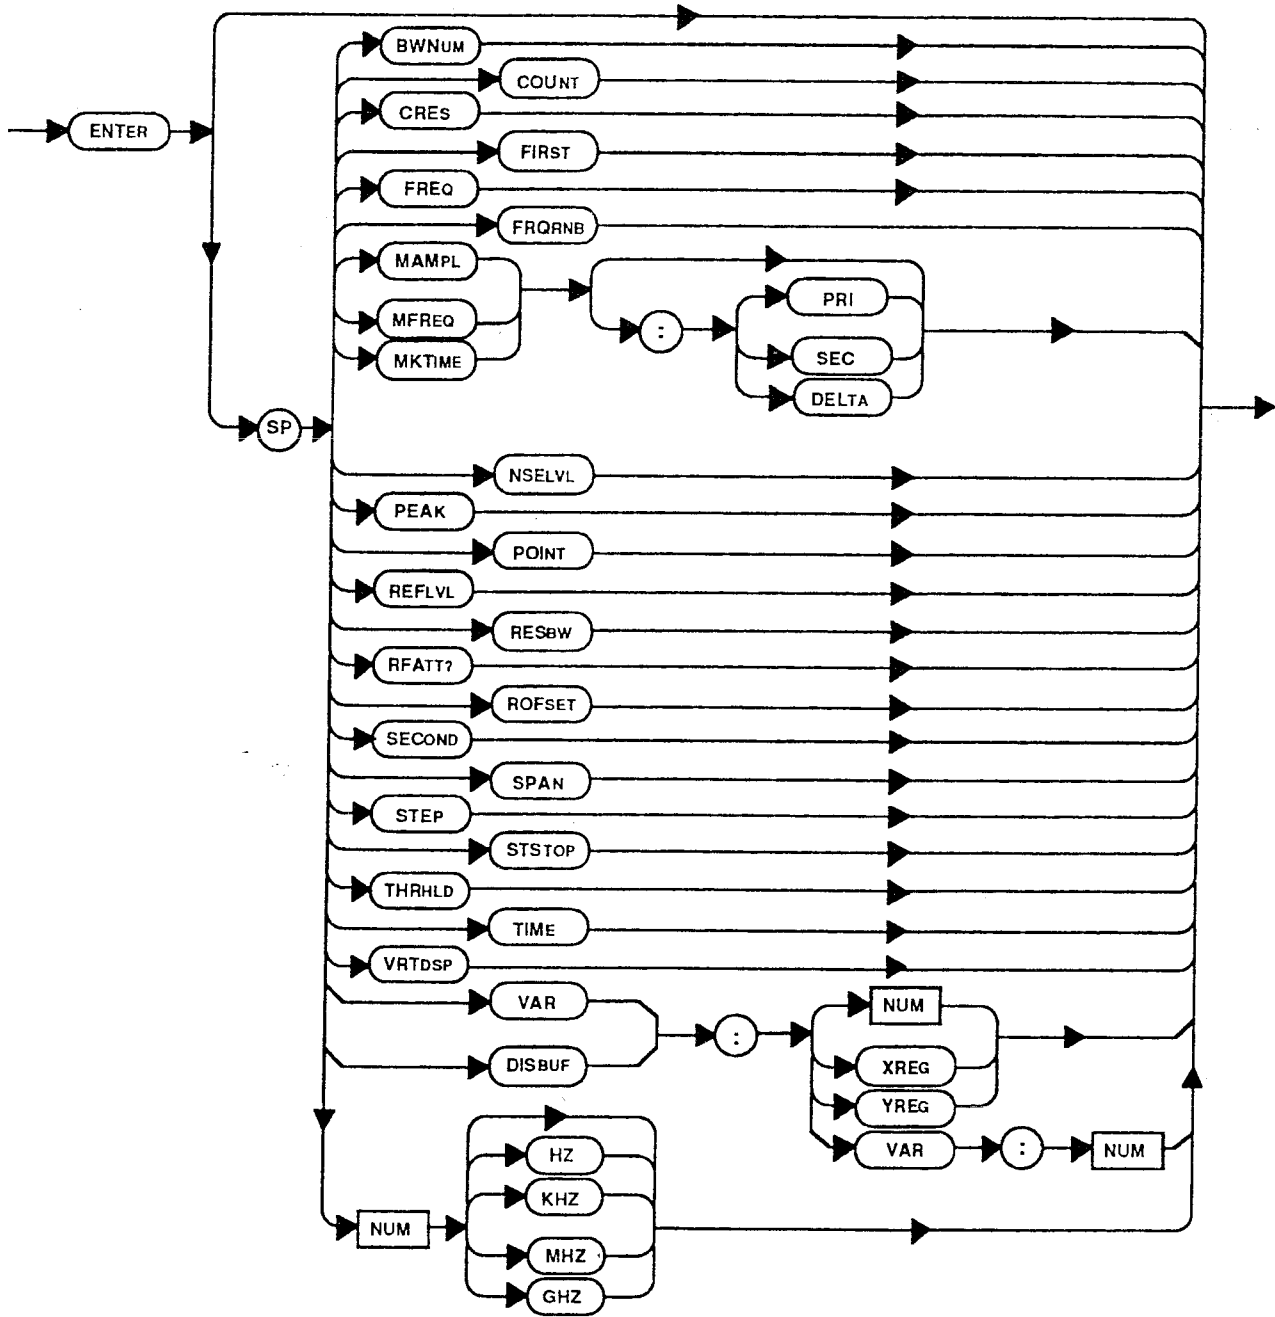 BWNUM
COUNT
ENTER
CRES
FIRST
FREQ
FRQRNB
MAMPL
PRI
MFREQ
:
MKTIME
SEC
DELTA
SP
NSELVL
PEAK
POINT
REFLVL
RESBW
RFATT?
ROFSET
SECOND
SPAN
STEP
STSTOP
THRHLD
TIME
VRTDSP
VAR
NUM
:
DISBUF
XREG
YREG
VAR
:
NUM
HZ
KHZ
NUM
MHZ
GHZ